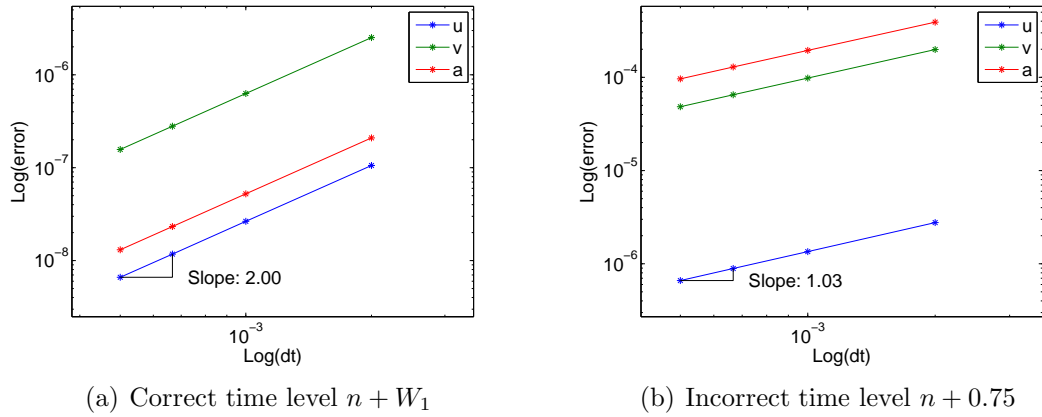 u
v
a
10^-6
10^-7
10^-8
Log(error)
Slope: 2.00
10^-3
Log(dt)
(a) Correct time level n + W_1
u
v
a
10^-4
10^-5
10^-6
Log(error)
Slope: 1.03
10^-3
Log(dt)
(b) Incorrect time level n + 0.75